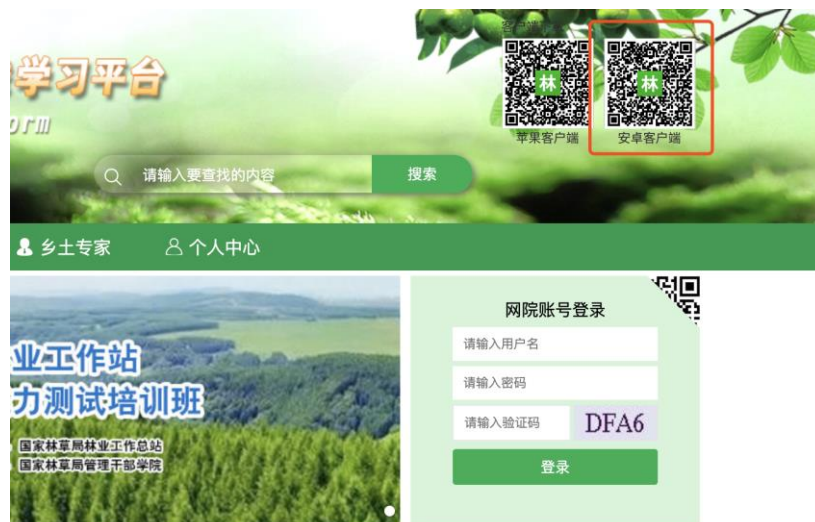 学习平台
orm
客户端
林
林
苹果客户端
安卓客户端
请输入要查找的内容
搜索
乡土专家
个人中心
业工作站
力测试培训班
国家林草局林业工作总站
国家林草局管理干部学院
网院账号登录
请输入用户名
请输入密码
请输入验证码
DFA6
登录